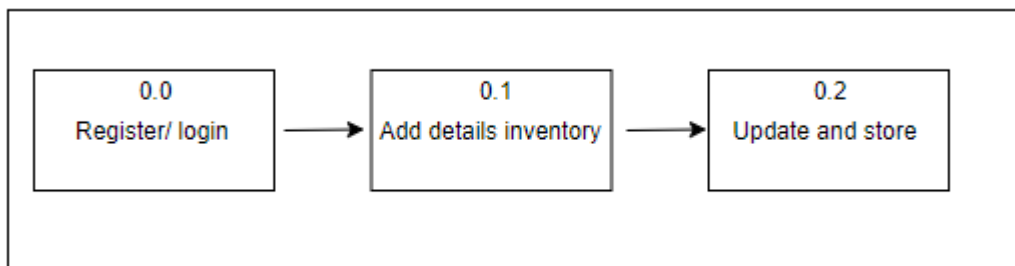 0.0
Register/ login
0.1
Add details inventory
0.2
Update and store